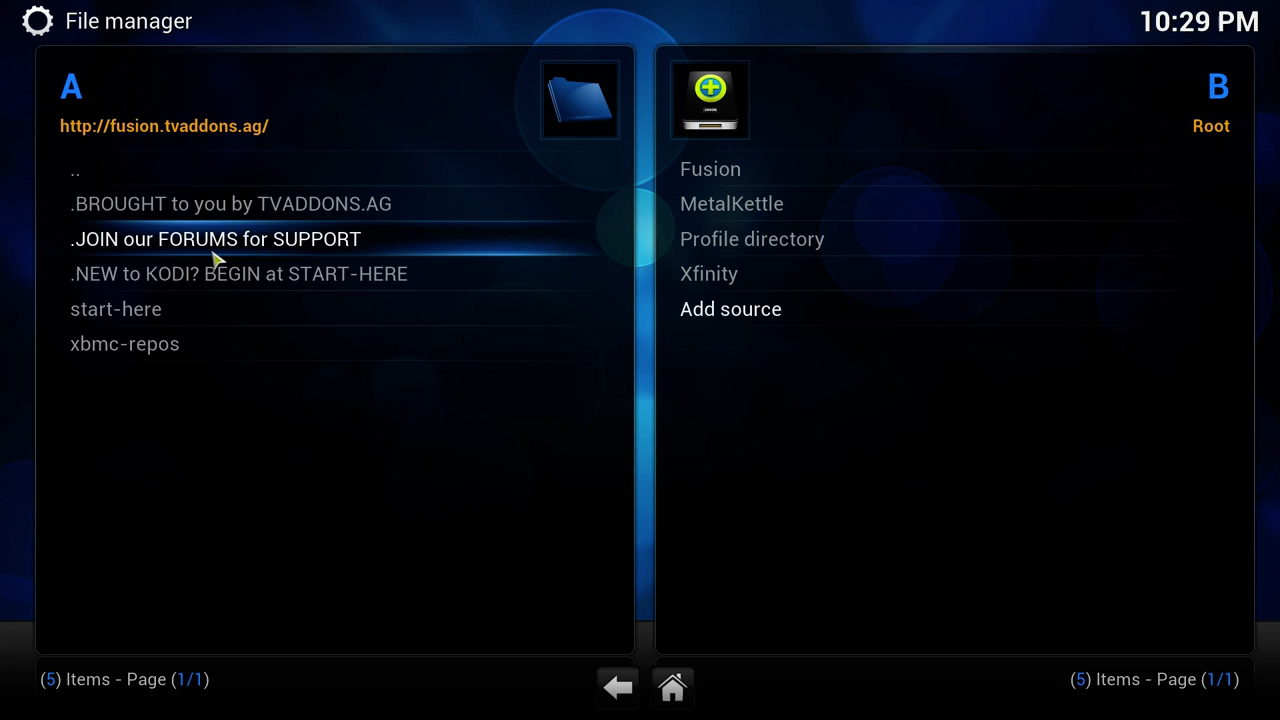 File manager
10:29 PM
A
http://fusion.tvaddons.ag/
..
.BROUGHT to you by TVADDONS.AG
.JOIN our FORUMS for SUPPORT
.NEW to KODI? BEGIN at START-HERE
start-here
xbmc-repos
(5) Items - Page (1/1)
B
Root
Fusion
MetalKettle
Profile directory
Xfinity
Add source
(5) Items - Page (1/1)